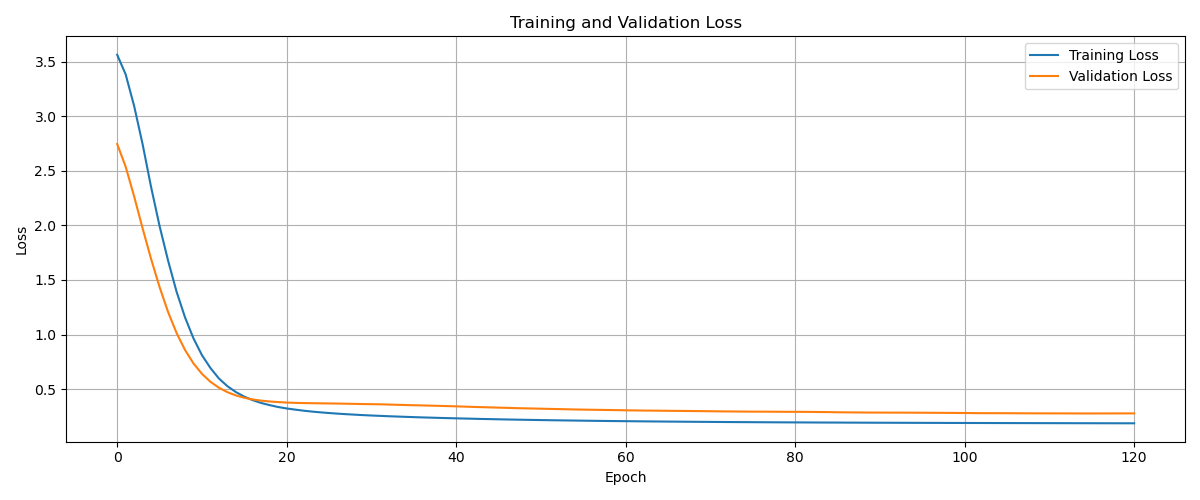 Training and Validation Loss
Training Loss
Validation Loss
3.5
3.0
2.5
2.0
1.5
1.0
0.5
Loss
0 20 40 60 80 100 120
Epoch